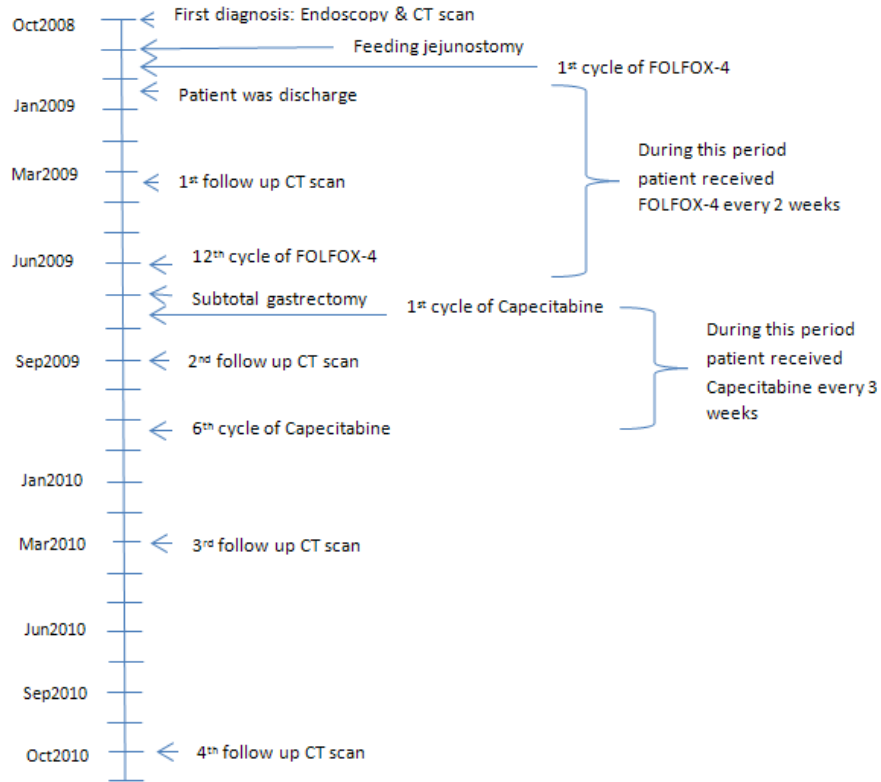 First diagnosis: Endoscopy & CT scan
Oct2008
Feeding jejunostomy
1st cycle of FOLFOX-4
Patient was discharge
Jan2009
During this period
patient received
FOLFOX-4 every 2 weeks
Mar2009
1st follow up CT scan
12th cycle of FOLFOX-4
Jun2009
Subtotal gastrectomy
1st cycle of Capecitabine
During this period
patient received
Capecitabine every 3
weeks
Sep2009
2nd follow up CT scan
6th cycle of Capecitabine
Jan2010
Mar2010
3rd follow up CT scan
Jun2010
Sep2010
Oct2010
4th follow up CT scan